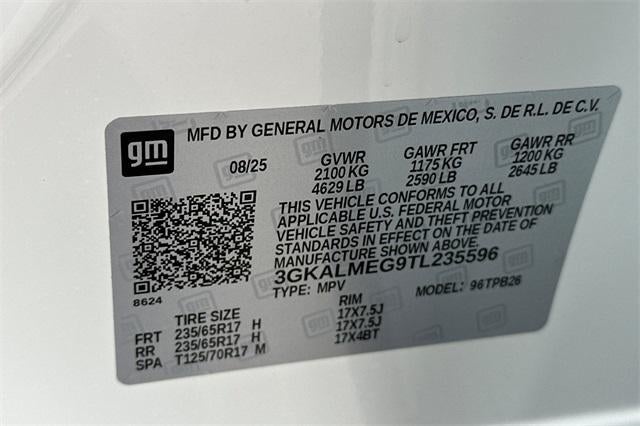 gm MFD BY GENERAL MOTORS DE MEXICO, S. DE R.L. DE C.V.
08/25 GVWR GAWR FRT GAWR RR
2100 KG 1175 KG 1200 KG
4629 LB 2590 LB 2645 LB
THIS VEHICLE CONFORMS TO ALL
APPLICABLE U.S. FEDERAL MOTOR
VEHICLE SAFETY AND THEFT PREVENTION
STANDARDS IN EFFECT ON THE DATE OF
MANUFACTURE SHOWN ABOVE.
3GKALMEG9TL235596
8624 TYPE: MPV MODEL: 96TPB26
TIRE SIZE RIM
FRT 235/65R17 H 17X7.5J
RR 235/65R17 H 17X7.5J
SPA T125/70R17 M 17X4BT